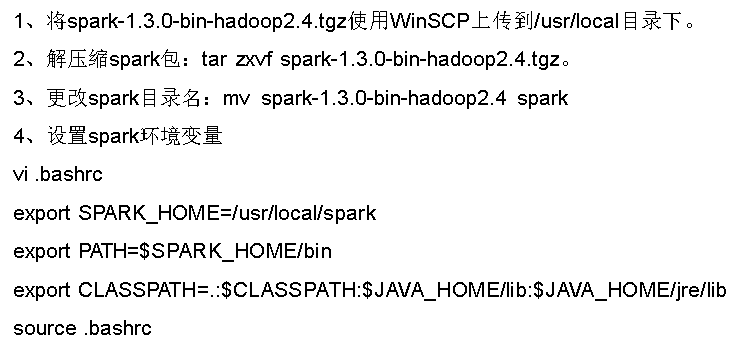 1、将spark-1.3.0-bin-hadoop2.4.tgz使用WinSCP上传到/usr/local目录下。
2、解压缩spark包：tar zxvf spark-1.3.0-bin-hadoop2.4.tgz。
3、更改spark目录名：mv spark-1.3.0-bin-hadoop2.4 spark
4、设置spark环境变量
vi .bashrc
export SPARK_HOME=/usr/local/spark
export PATH=$SPARK_HOME/bin
export CLASSPATH=.:$CLASSPATH:$JAVA_HOME/lib:$JAVA_HOME/jre/lib
source .bashrc